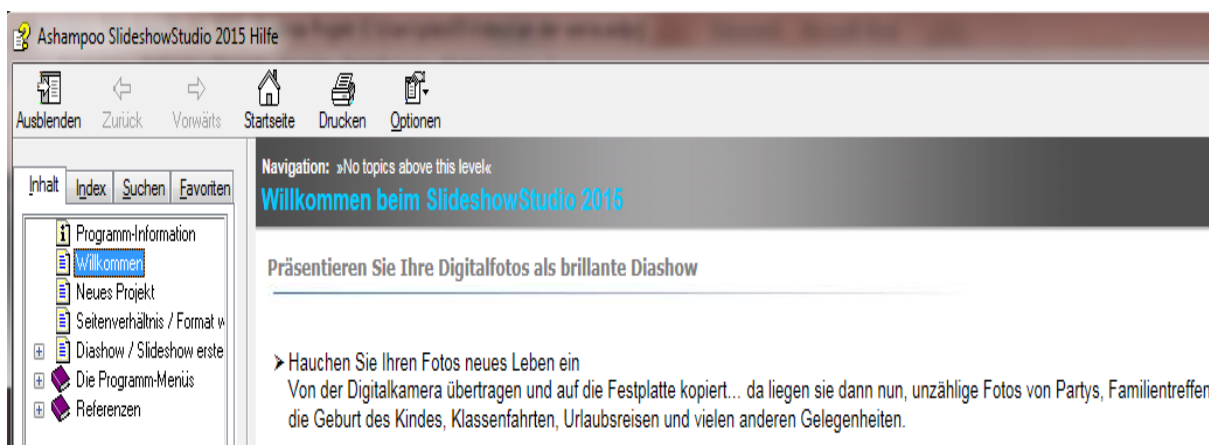 Ashampoo SlideshowStudio 2015 Hilfe
Ausblenden Zurück Vorwärts Startseite Drucken Optionen
Inhalt Index Suchen Favoriten
Programm-Information
Willkommen
Neues Projekt
Seitenverhältnis / Format w
Diashow / Slideshow erste
Die Programm-Menüs
Referenzen
Navigation: »No topics above this level«
Willkommen beim SlideshowStudio 2015
Präsentieren Sie Ihre Digitalfotos als brillante Diashow
Hauchen Sie Ihren Fotos neues Leben ein
Von der Digitalkamera übertragen und auf die Festplatte kopiert... da liegen sie dann nun, unzählige Fotos von Partys, Familientreffen
die Geburt des Kindes, Klassenfahrten, Urlaubsreisen und vielen anderen Gelegenheiten.